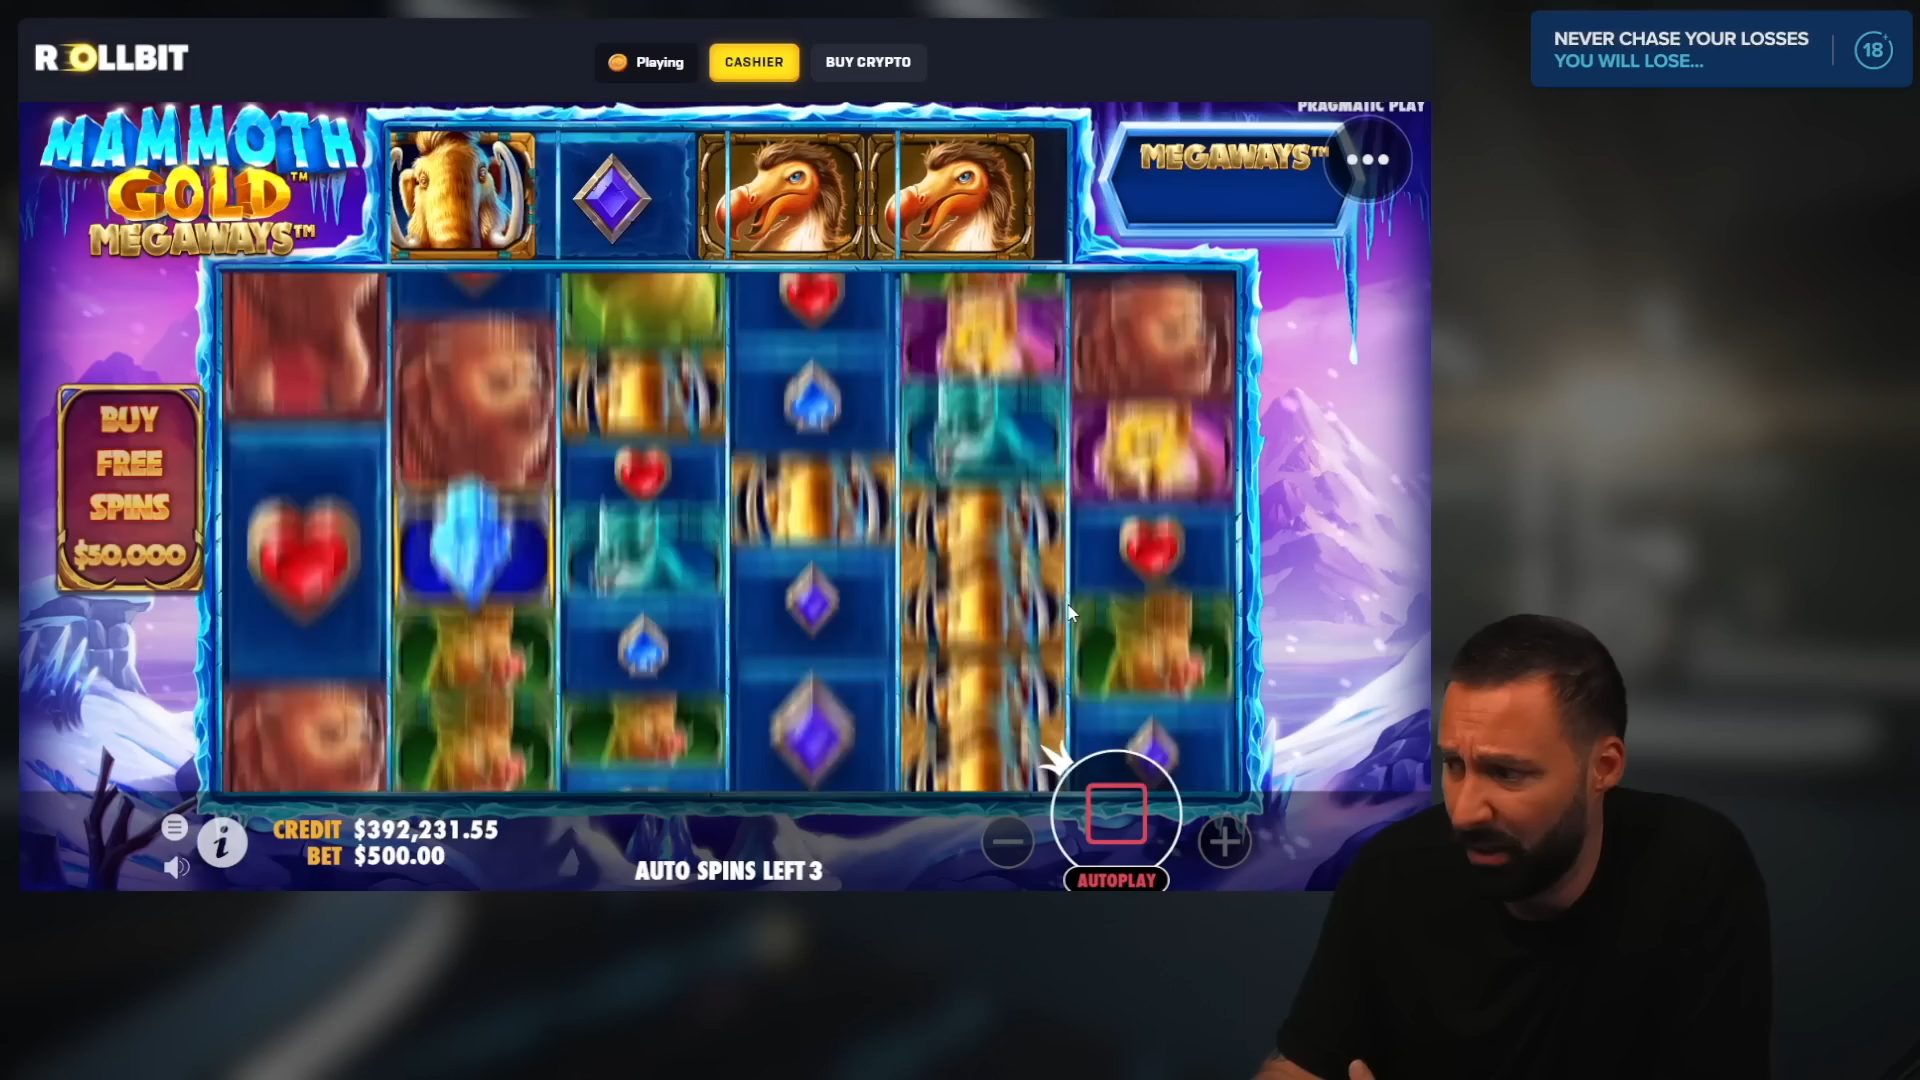 ROLLBIT
Playing
CASHIER
BUY CRYPTO
NEVER CHASE YOUR LOSSES
YOU WILL LOSE...
18+
PRAGMATIC PLAY
MAMMOTH
GOLD™
MEGAWAYS™
MEGAWAYS™
BUY
FREE
SPINS
$50,000
CREDIT $392,231.55
BET $500.00
AUTO SPINS LEFT 3
AUTOPLAY